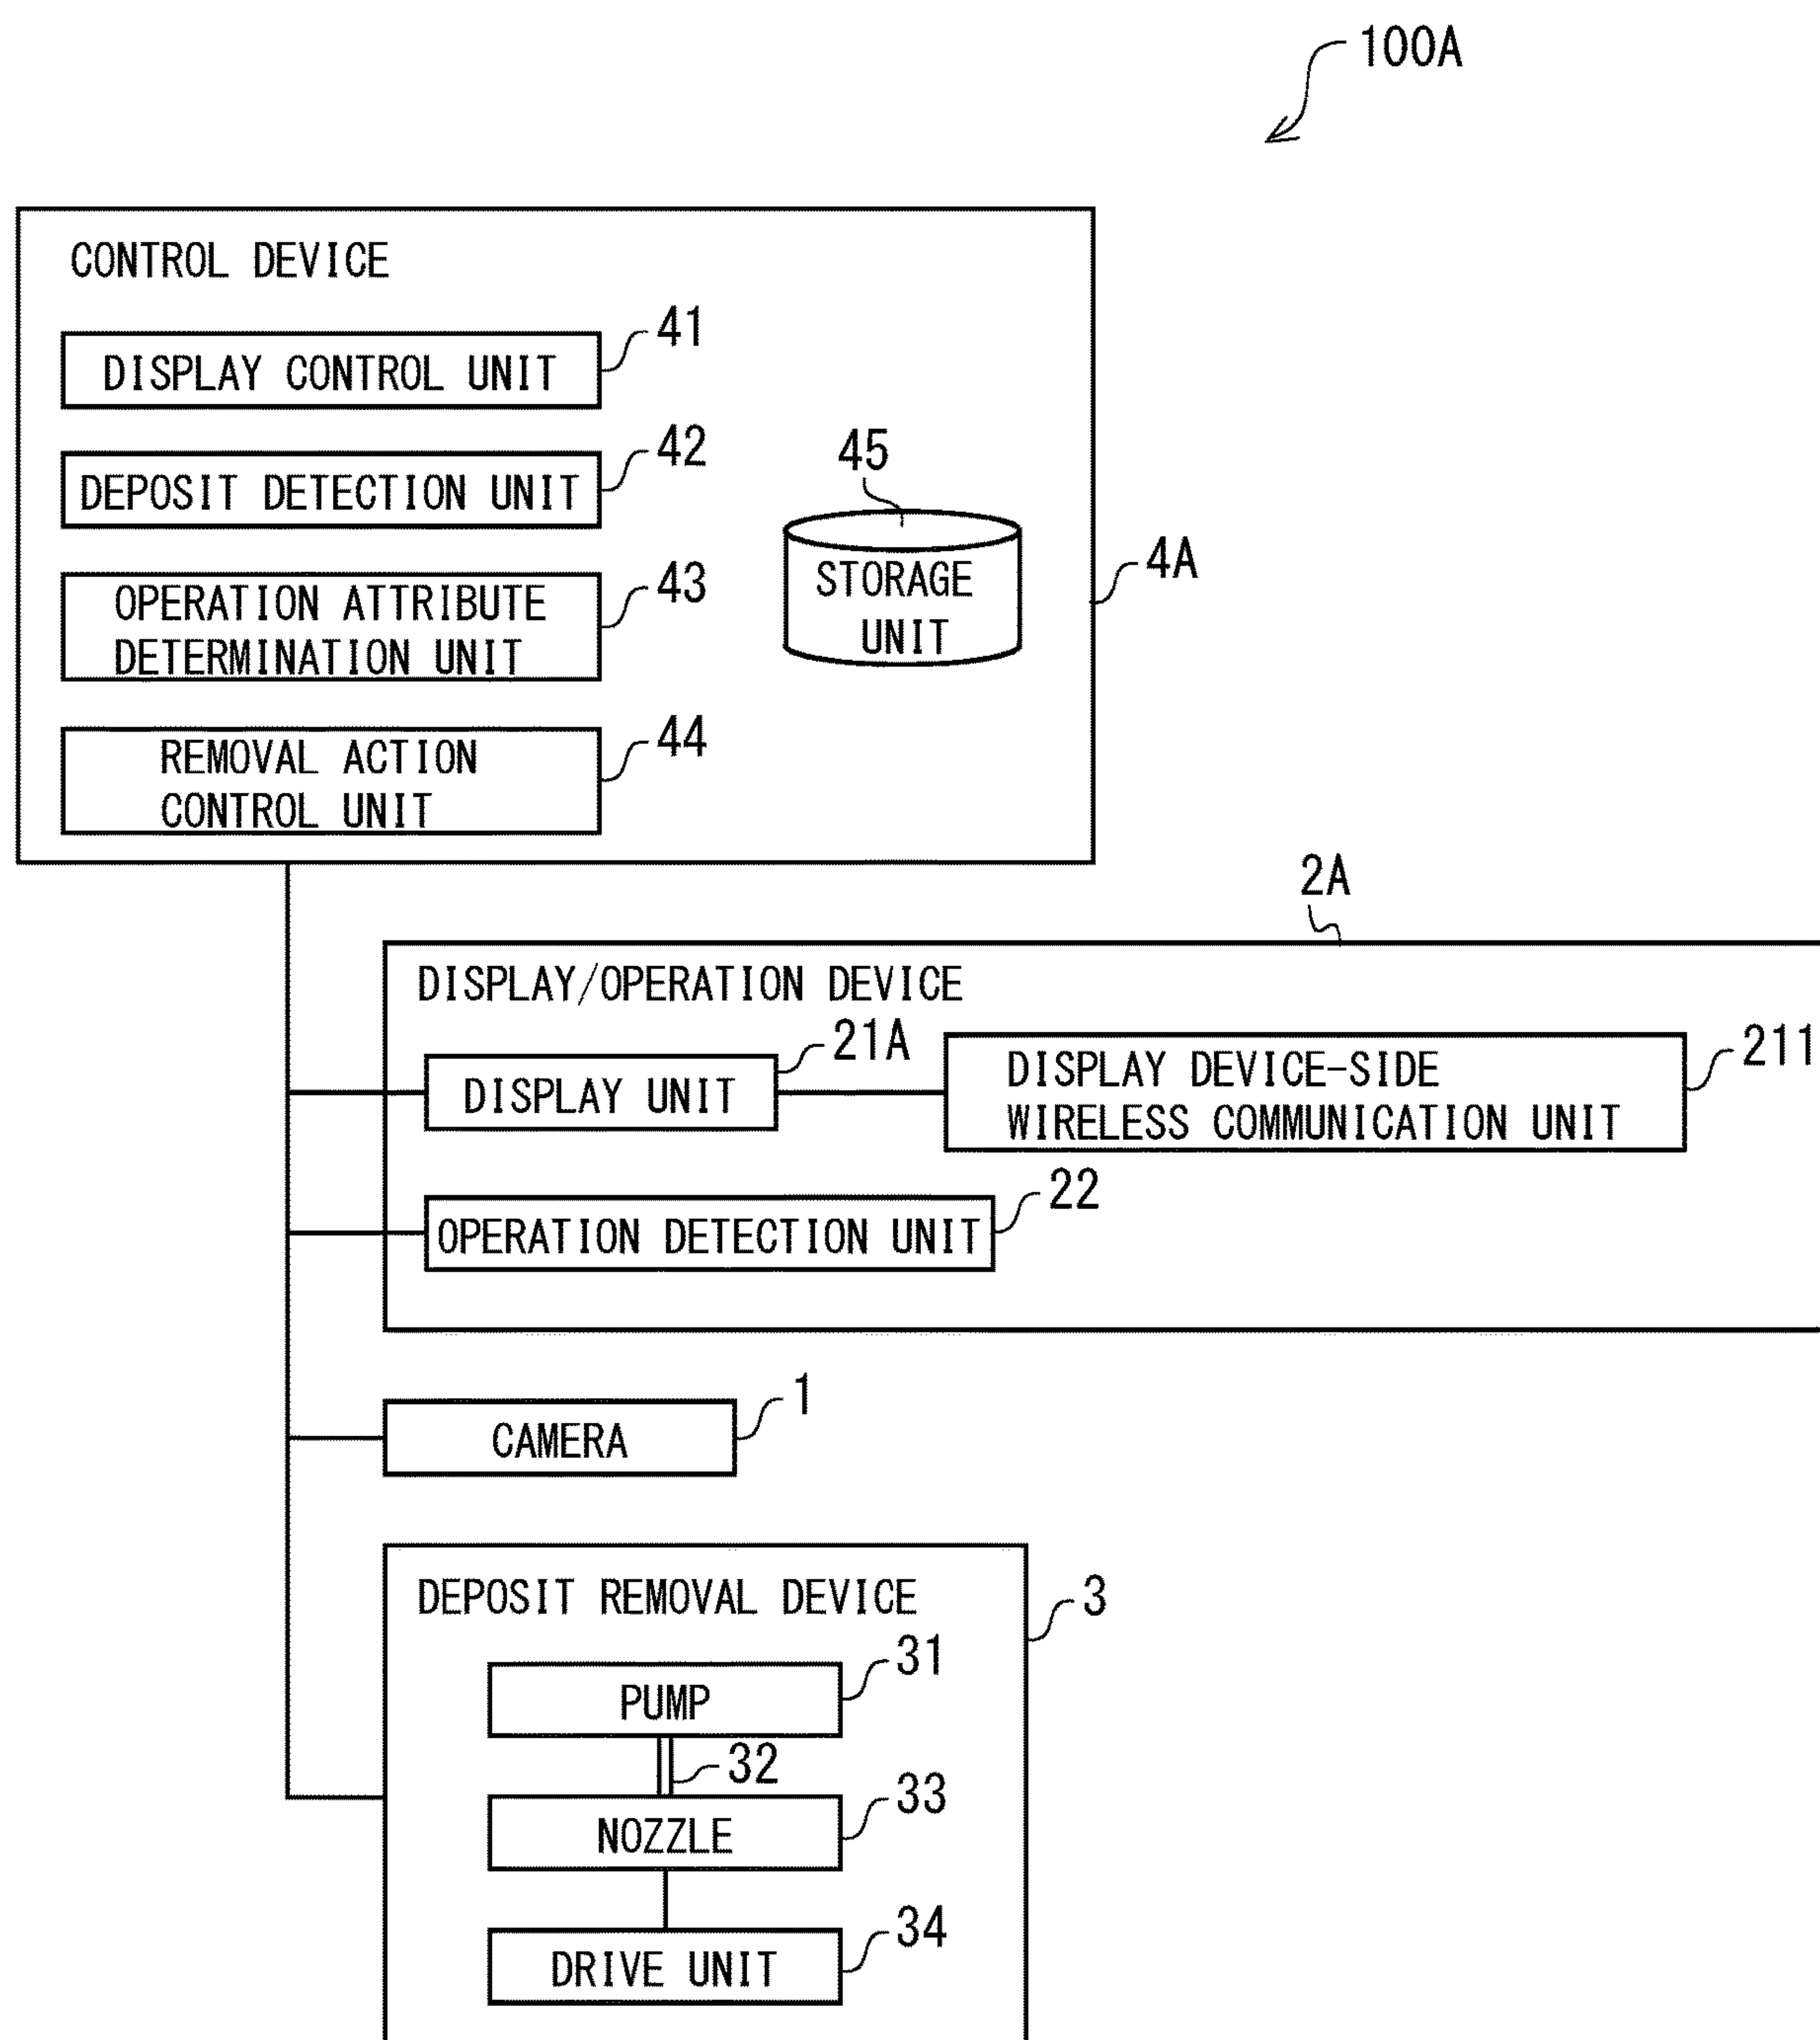 100A
CONTROL DEVICE
41
DISPLAY CONTROL UNIT
42
DEPOSIT DETECTION UNIT
45
43
OPERATION ATTRIBUTE
DETERMINATION UNIT
STORAGE
UNIT
4A
44
REMOVAL ACTION
CONTROL UNIT
2A
DISPLAY/OPERATION DEVICE
21A
DISPLAY UNIT
DISPLAY DEVICE-SIDE
WIRELESS COMMUNICATION UNIT
211
22
OPERATION DETECTION UNIT
1
CAMERA
DEPOSIT REMOVAL DEVICE
3
31
PUMP
32
33
NOZZLE
34
DRIVE UNIT